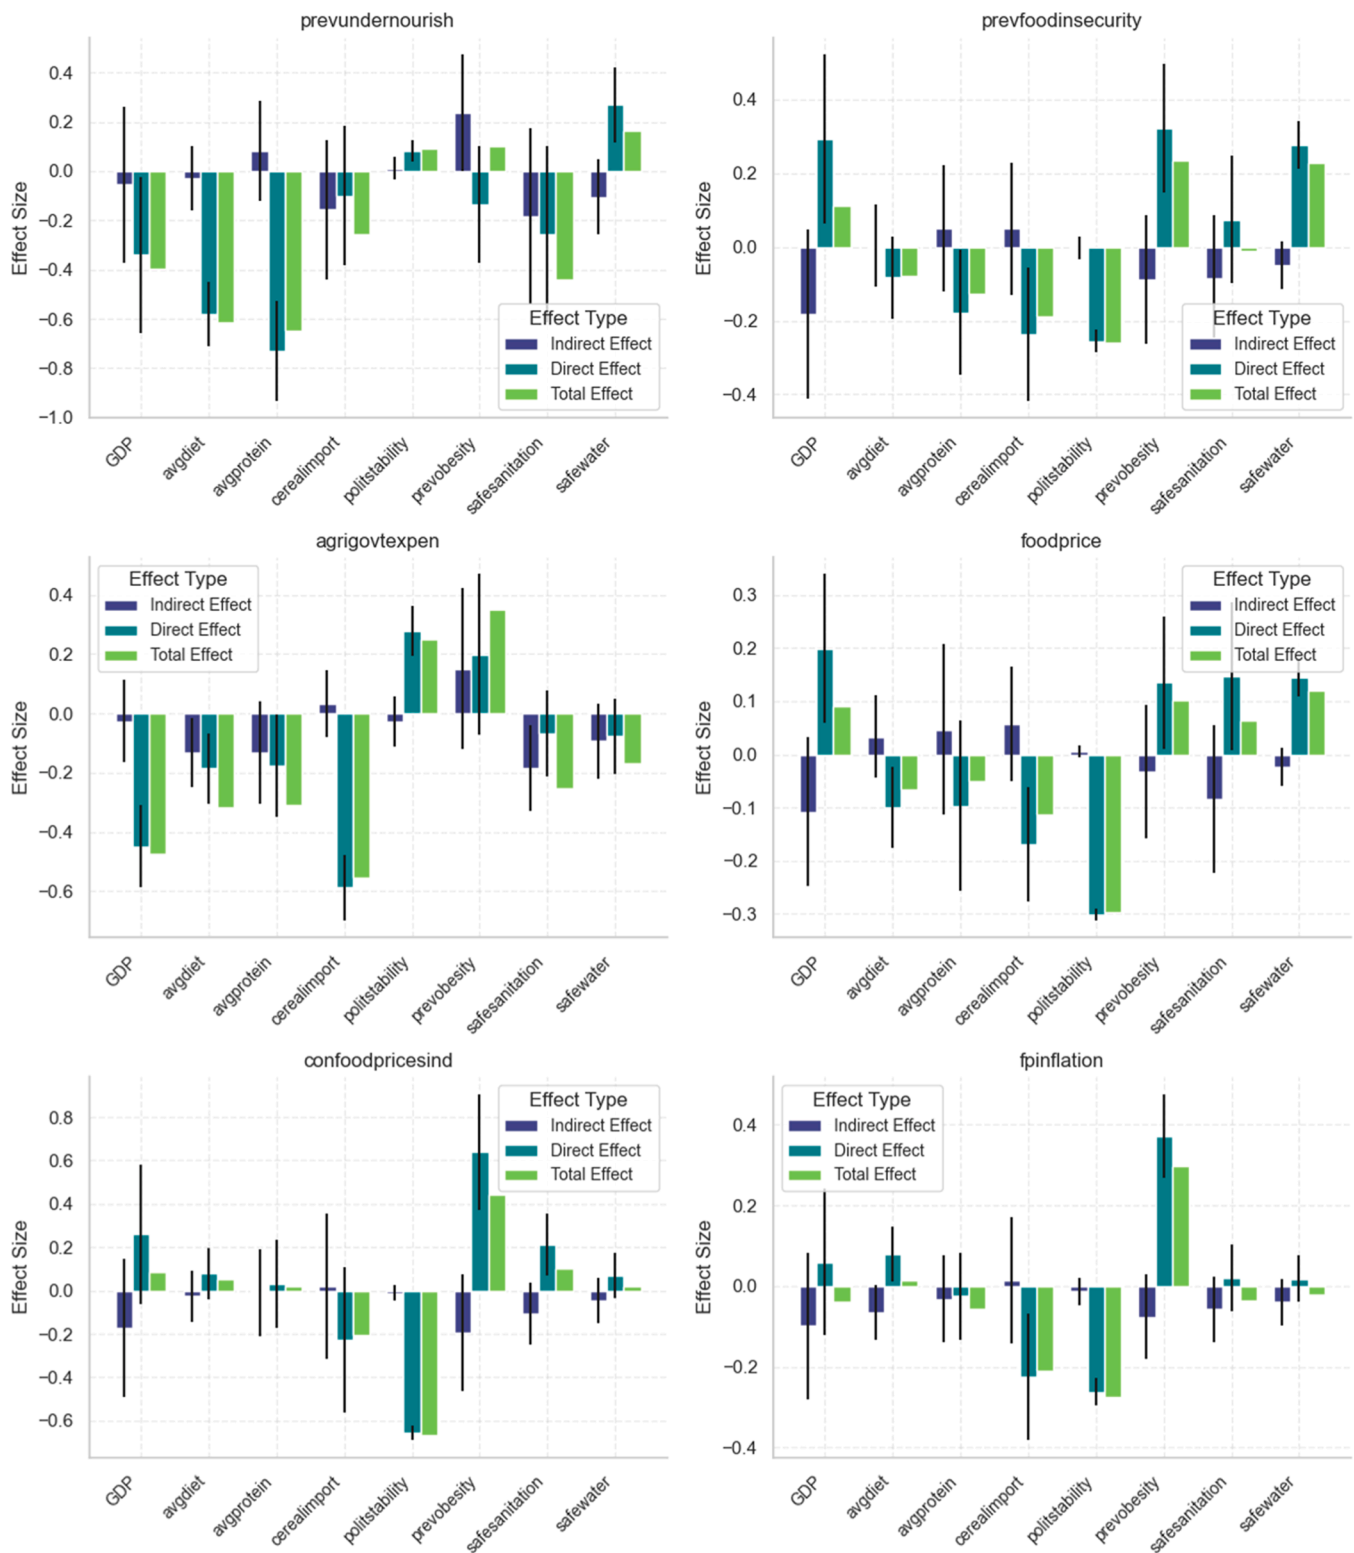 prevundernourish
Effect Size
0.4
0.2
0.0
−0.2
−0.4
−0.6
−0.8
−1.0
Effect Type
Indirect Effect
Direct Effect
Total Effect
GDP
avgdiet
avgprotein
cerealimport
politstability
prevobesity
safesanitation
safewater
prevfoodinsecurity
Effect Size
0.4
0.2
0.0
−0.2
−0.4
Effect Type
Indirect Effect
Direct Effect
Total Effect
GDP
avgdiet
avgprotein
cerealimport
politstability
prevobesity
safesanitation
safewater
agrigovtexpen
Effect Size
0.4
0.2
0.0
−0.2
−0.4
−0.6
Effect Type
Indirect Effect
Direct Effect
Total Effect
GDP
avgdiet
avgprotein
cerealimport
politstability
prevobesity
safesanitation
safewater
foodprice
Effect Size
0.3
0.2
0.1
0.0
−0.1
−0.2
−0.3
Effect Type
Indirect Effect
Direct Effect
Total Effect
GDP
avgdiet
avgprotein
cerealimport
politstability
prevobesity
safesanitation
safewater
confoodpricesind
Effect Size
0.8
0.6
0.4
0.2
0.0
−0.2
−0.4
−0.6
Effect Type
Indirect Effect
Direct Effect
Total Effect
GDP
avgdiet
avgprotein
cerealimport
politstability
prevobesity
safesanitation
safewater
fpinflation
Effect Size
0.4
0.2
0.0
−0.2
−0.4
Effect Type
Indirect Effect
Direct Effect
Total Effect
GDP
avgdiet
avgprotein
cerealimport
politstability
prevobesity
safesanitation
safewater